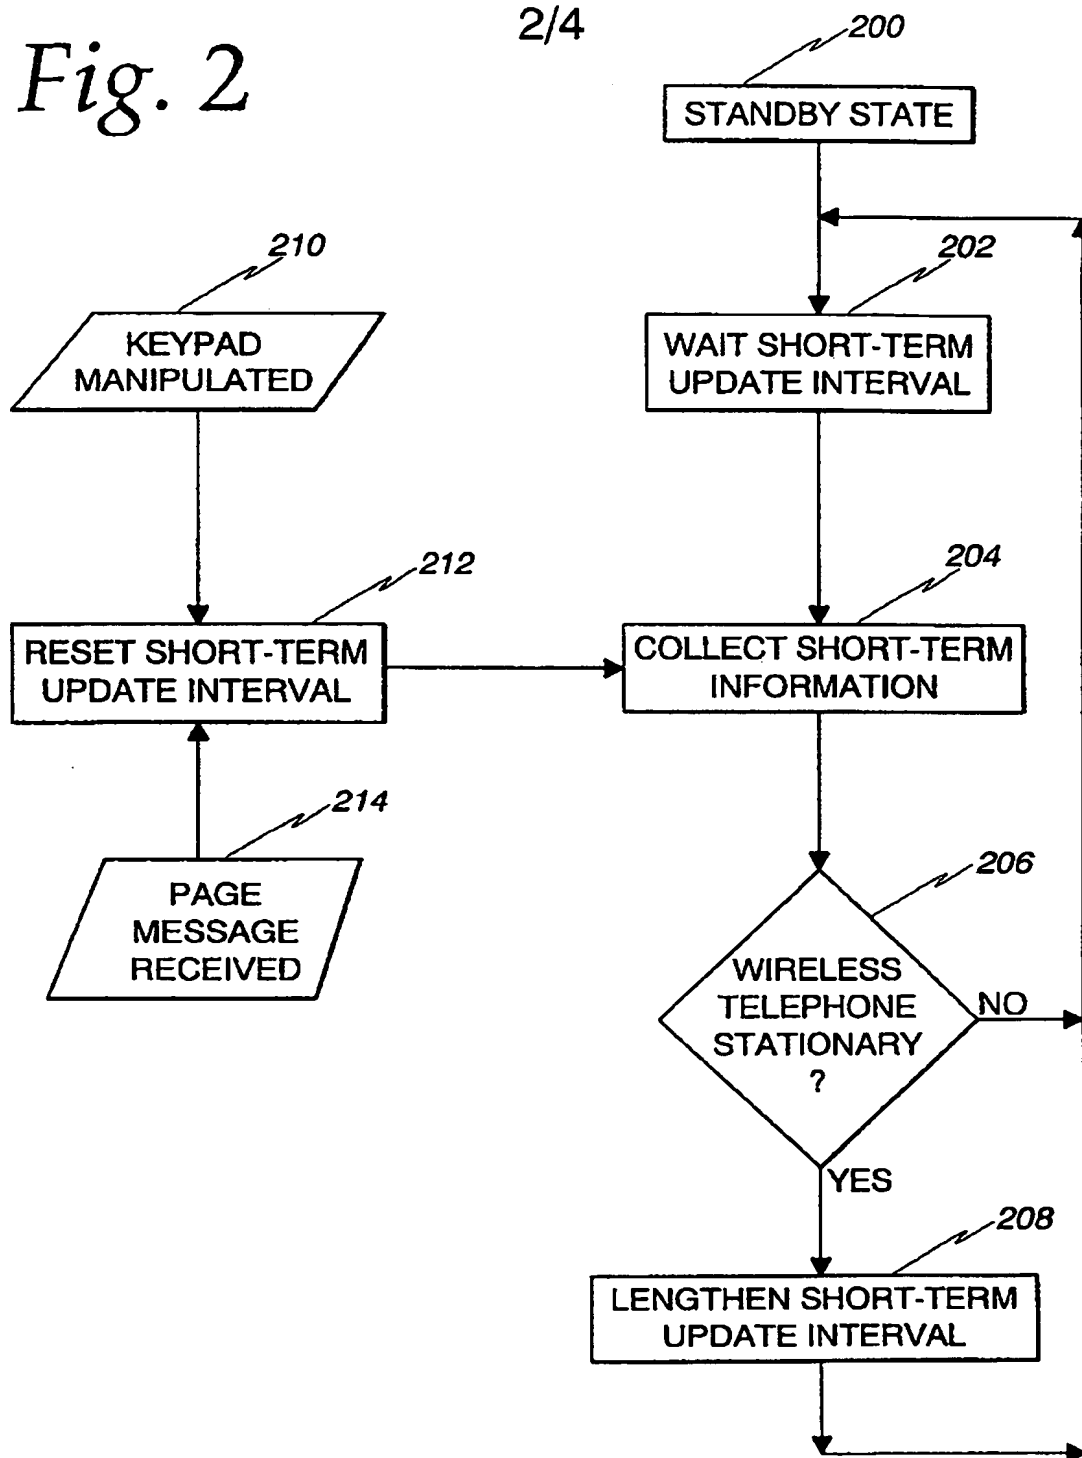 2/4
Fig. 2
200
STANDBY STATE
202
WAIT SHORT-TERM
UPDATE INTERVAL
210
KEYPAD
MANIPULATED
212
RESET SHORT-TERM
UPDATE INTERVAL
204
COLLECT SHORT-TERM
INFORMATION
214
PAGE
MESSAGE
RECEIVED
206
WIRELESS
TELEPHONE
STATIONARY
?
NO
YES
208
LENGTHEN SHORT-TERM
UPDATE INTERVAL